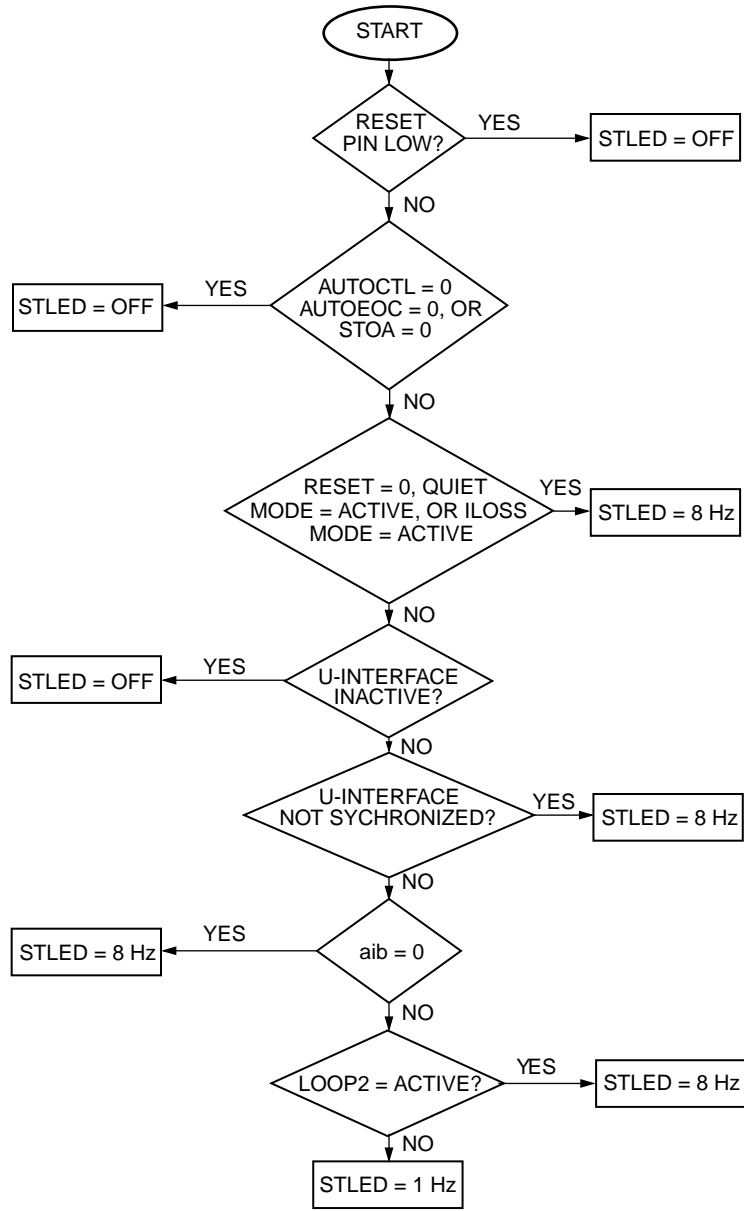 START
RESET
PIN LOW?
YES
STLED = OFF
NO
AUTOCTL = 0
AUTOEOC = 0, OR
STOA = 0
YES
STLED = OFF
NO
RESET = 0, QUIET
MODE = ACTIVE, OR ILOSS
MODE = ACTIVE
YES
STLED = 8 Hz
NO
U-INTERFACE
INACTIVE?
YES
STLED = OFF
NO
U-INTERFACE
NOT SYCHRONIZED?
YES
STLED = 8 Hz
NO
aib = 0
YES
STLED = 8 Hz
NO
LOOP2 = ACTIVE?
YES
STLED = 8 Hz
NO
STLED = 1 Hz